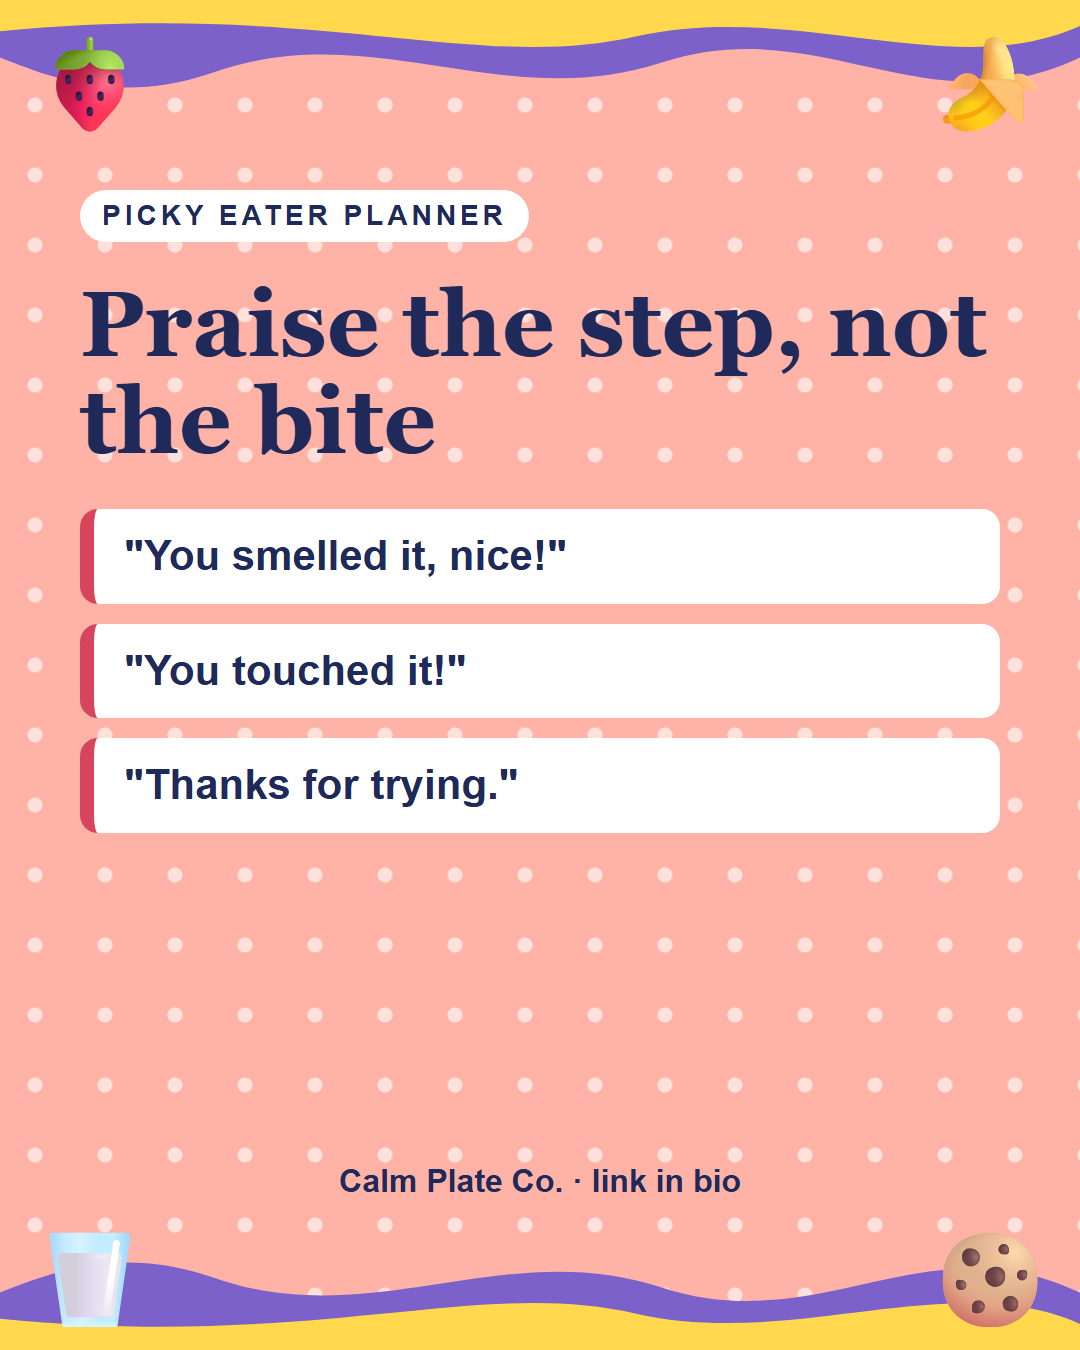 PICKY EATER PLANNER
Praise the step, not
the bite
"You smelled it, nice!"
"You touched it!"
"Thanks for trying."
Calm Plate Co. · link in bio